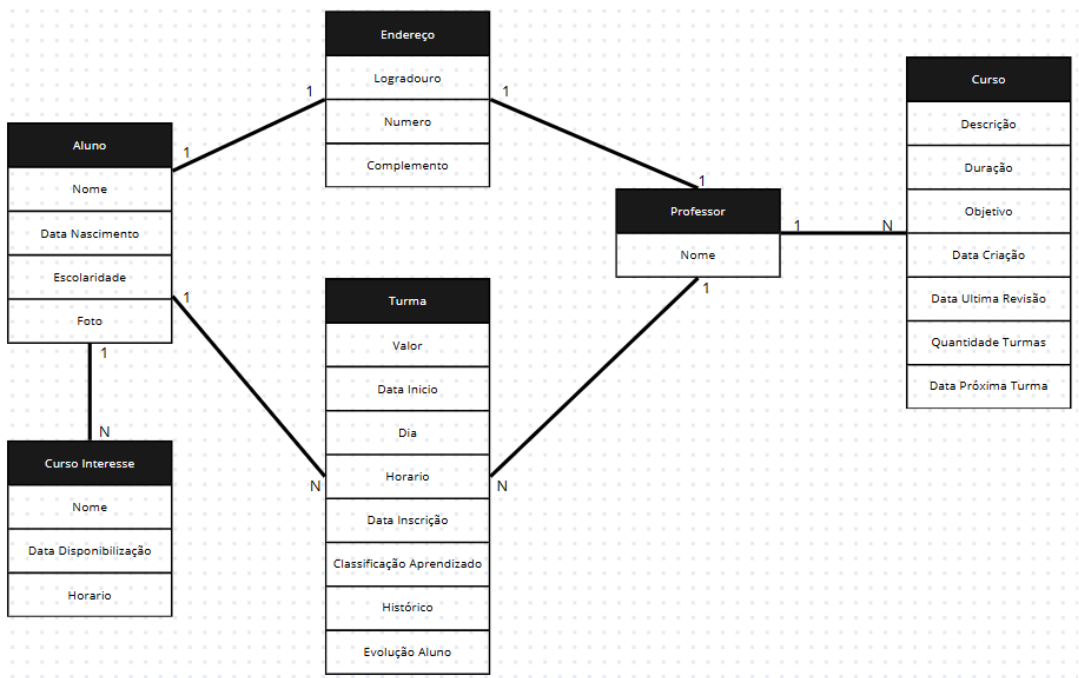 Endereço
Logradouro
Numero
Complemento
1
1
1
1
Aluno
Nome
Data Nascimento
Escolaridade
Foto
1
N
1
N
Curso Interesse
Nome
Data Disponibilização
Horario
Turma
Valor
Data Inicio
Dia
Horario
Data Inscrição
Classificação Aprendizado
Histórico
Evolução Aluno
Professor
Nome
1
N
1
N
Curso
Descrição
Duração
Objetivo
Data Criação
Data Ultima Revisão
Quantidade Turmas
Data Próxima Turma